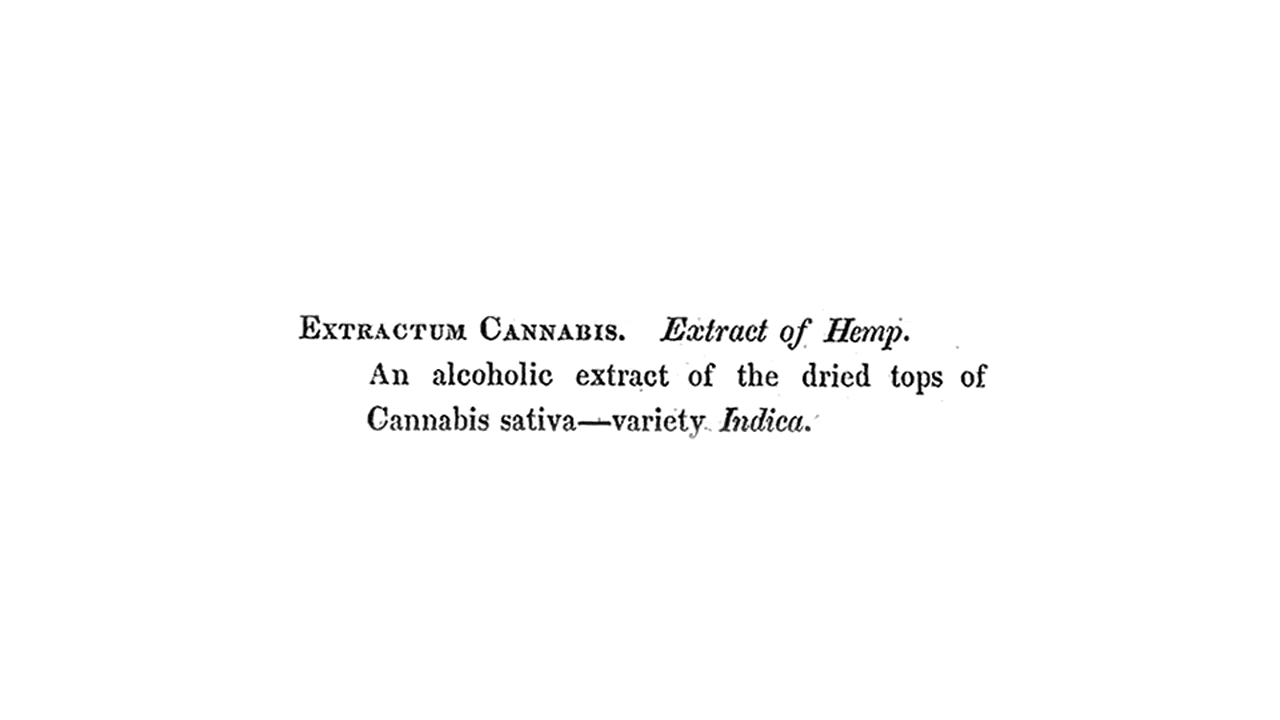 EXTRACTUM CANNABIS. Extract of Hemp.
An alcoholic extract of the dried tops of
Cannabis sativa—variety Indica.